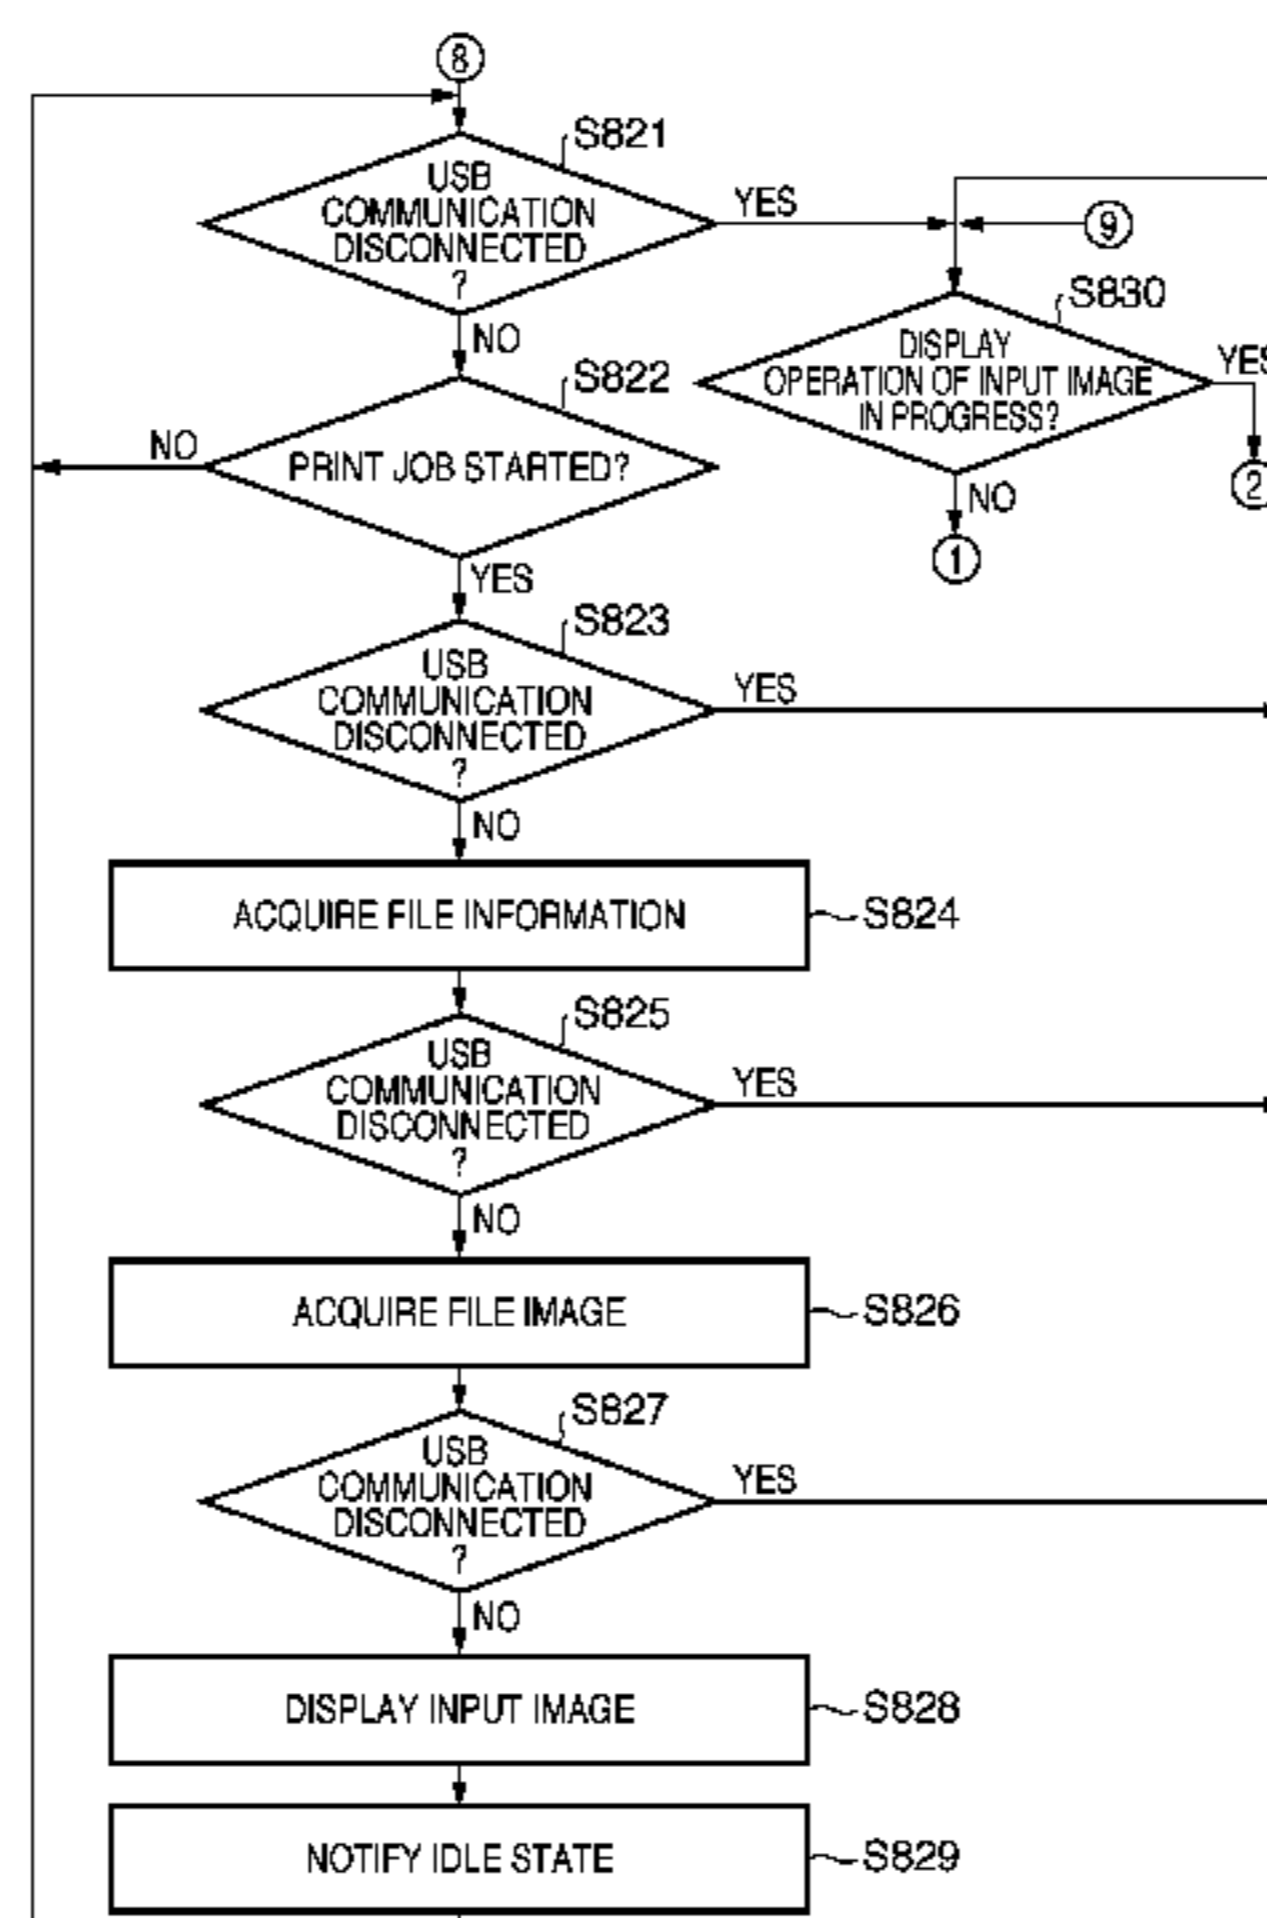 8
S821
USB
COMMUNICATION
DISCONNECTED
?
YES
9
NO
S830
DISPLAY
OPERATION OF INPUT IMAGE
IN PROGRESS?
YES
2
NO
1
S822
PRINT JOB STARTED?
NO
YES
S823
USB
COMMUNICATION
DISCONNECTED
?
YES
NO
ACQUIRE FILE INFORMATION
S824
S825
USB
COMMUNICATION
DISCONNECTED
?
YES
NO
ACQUIRE FILE IMAGE
S826
S827
USB
COMMUNICATION
DISCONNECTED
?
YES
NO
DISPLAY INPUT IMAGE
S828
NOTIFY IDLE STATE
S829